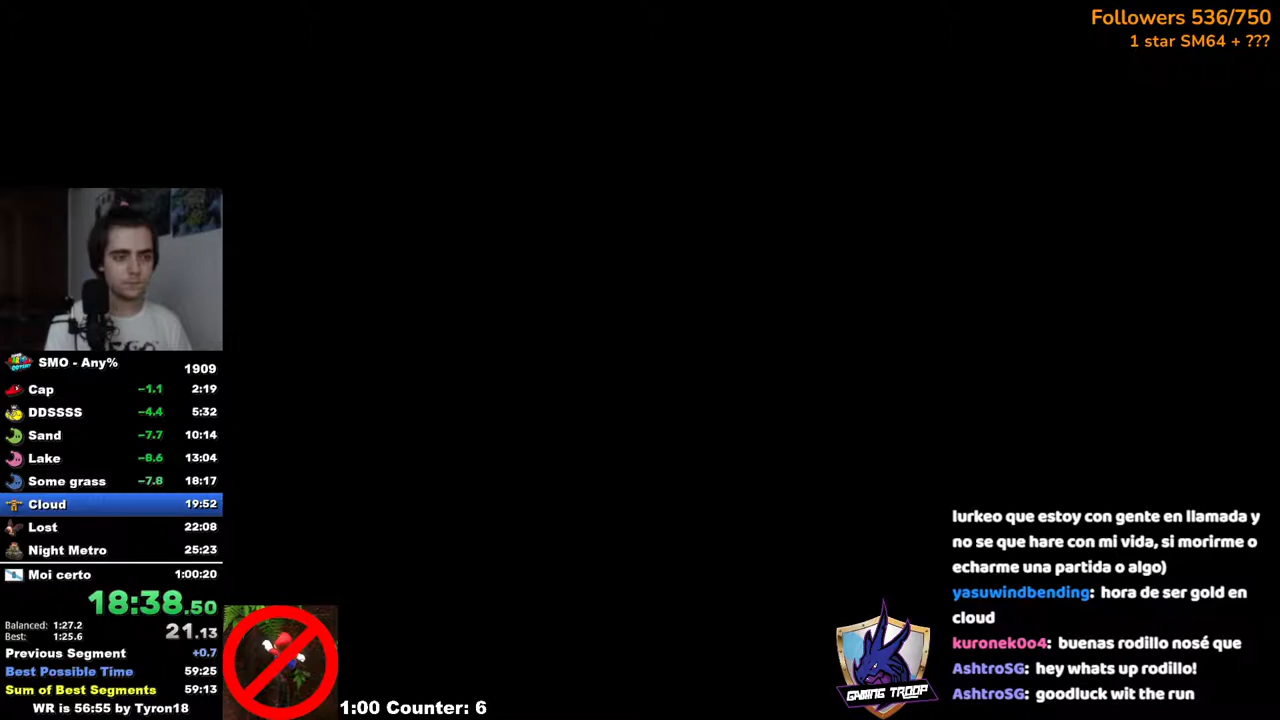 Followers 536/750
1 star SM64 + ???
SMO - Any%
1909
Cap -1.1 2:19
DDSSSS -4.4 5:32
Sand -7.7 10:14
Lake -8.6 13:04
Some grass -7.8 18:17
Cloud 19:52
Lost 22:08
Night Metro 25:23
Moi certo 1:00:20
18:38.50
Balanced: 1:27.2
Best: 1:25.6
21.13
Previous Segment +0.7
Best Possible Time 59:25
Sum of Best Segments 59:13
WR is 56:55 by Tyron18
1:00 Counter: 6
GAMING TROOP
lurkeo que estoy con gente en llamada y
no se que hare con mi vida, si morirme o
echarme una partida o algo)
yasuwindbending: hora de ser gold en
cloud
kuronek0o4: buenas rodillo nosé que
AshtroSG: hey whats up rodillo!
AshtroSG: goodluck wit the run